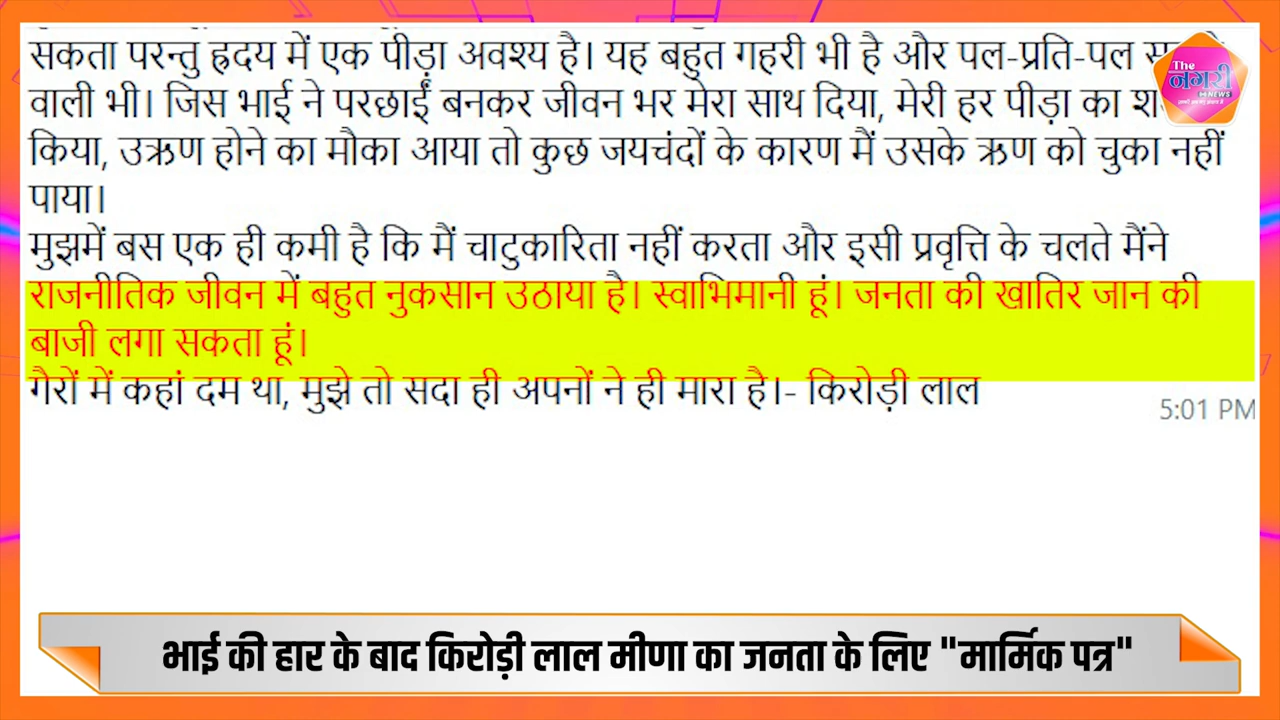 सकता परन्तु ह्रदय में एक पीड़ा अवश्य है। यह बहुत गहरी भी है और पल-प्रति-पल
वाली भी। जिस भाई ने परछाईं बनकर जीवन भर मेरा साथ दिया, मेरी हर पीड़ा का
किया, उऋण होने का मौका आया तो कुछ जयचंदों के कारण मैं उसके ऋण को चुका नहीं
पाया।
मुझमें बस एक ही कमी है कि मैं चाटुकारिता नहीं करता और इसी प्रवृत्ति के चलते मैंने
राजनीतिक जीवन में बहुत नुकसान उठाया है। स्वाभिमानी हूं। जनता की खातिर जान की
बाजी लगा सकता हूं।
गैरों में कहां दम था, मुझे तो सदा ही अपनों ने ही मारा है।- किरोड़ी लाल
5:01 PM
The
नगरी
NEWS
भाई की हार के बाद किरोड़ी लाल मीणा का जनता के लिए "मार्मिक पत्र"